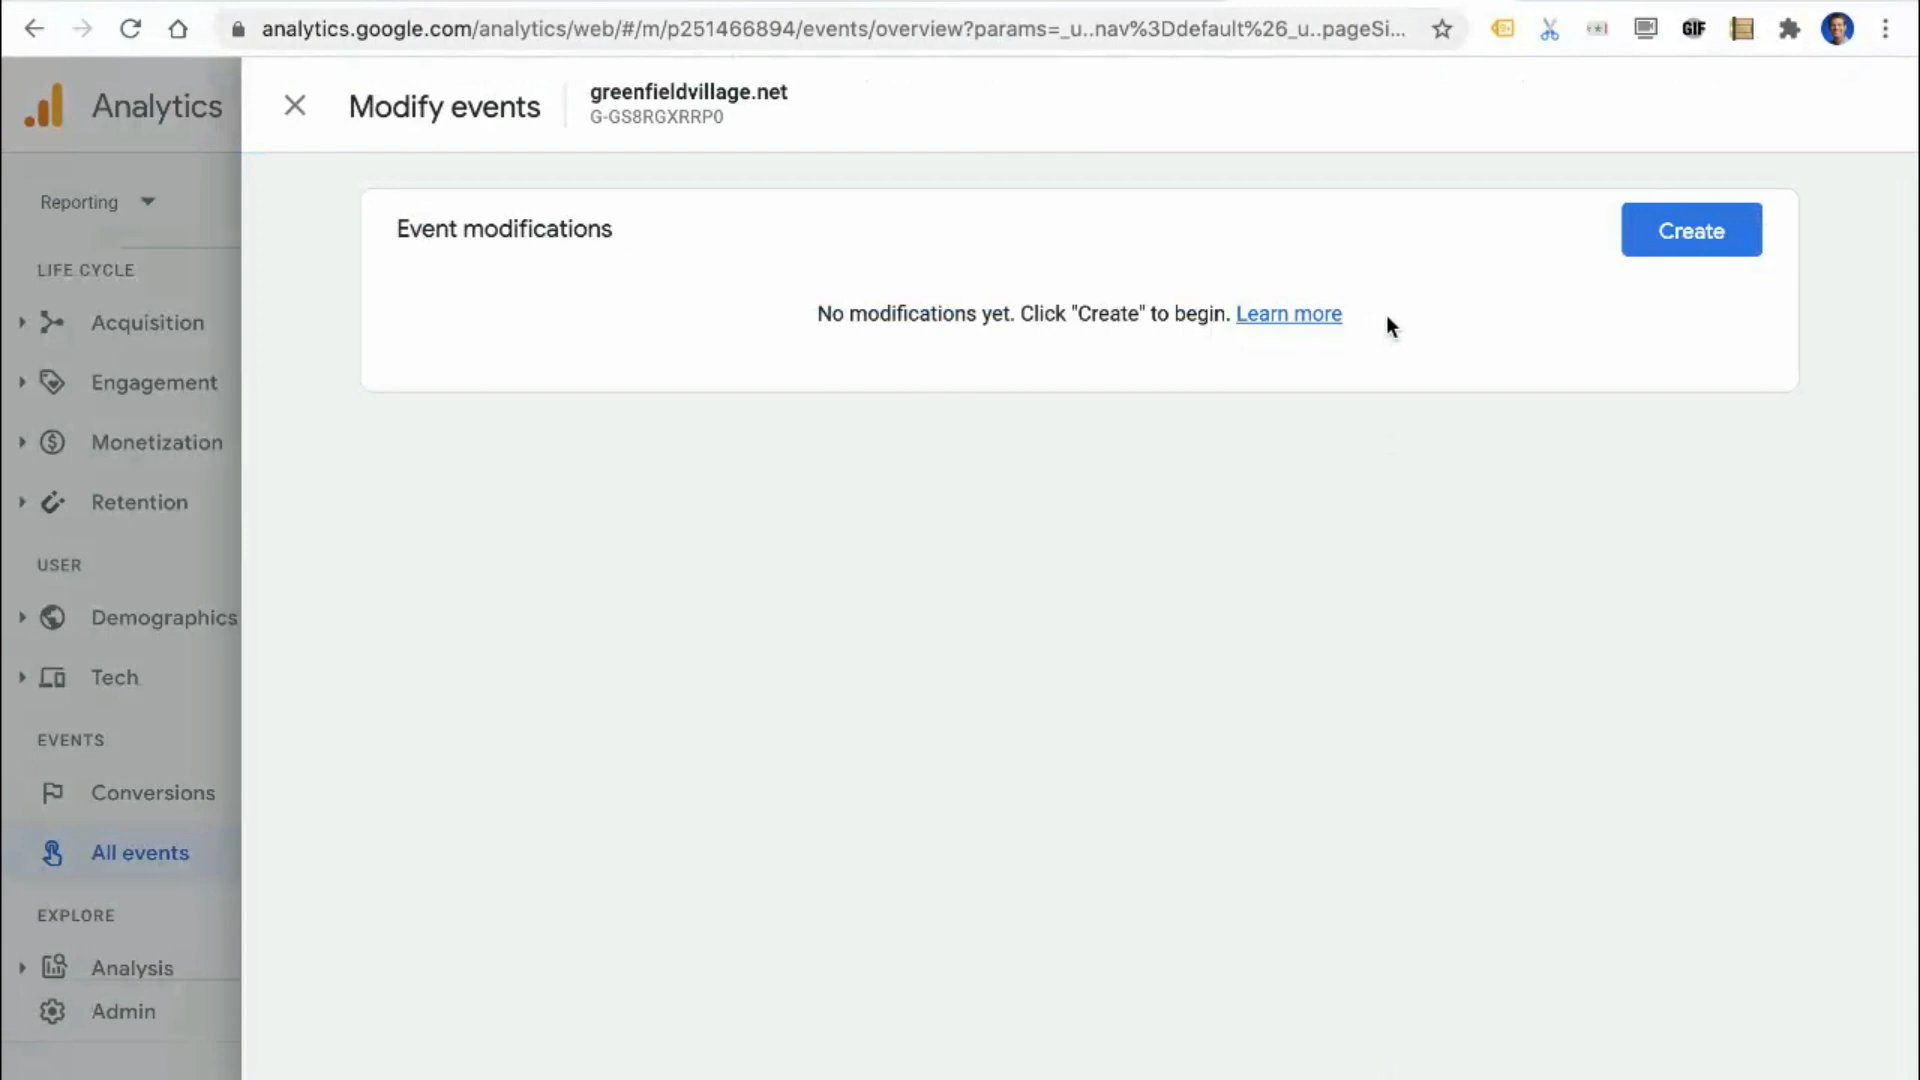 analytics.google.com/analytics/web/#/m/p251466894/events/overview?params=_u..nav%3Ddefault%26_u..pageSi...
GIF
Analytics
Modify events
greenfieldvillage.net
G-GS8RGXRRP0
Reporting
Event modifications
Create
No modifications yet. Click "Create" to begin. Learn more
LIFE CYCLE
Acquisition
Engagement
Monetization
Retention
USER
Demographics
Tech
EVENTS
Conversions
All events
EXPLORE
Analysis
Admin